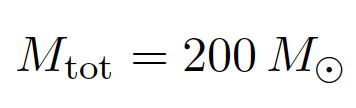 M_tot = 200 M_⊙